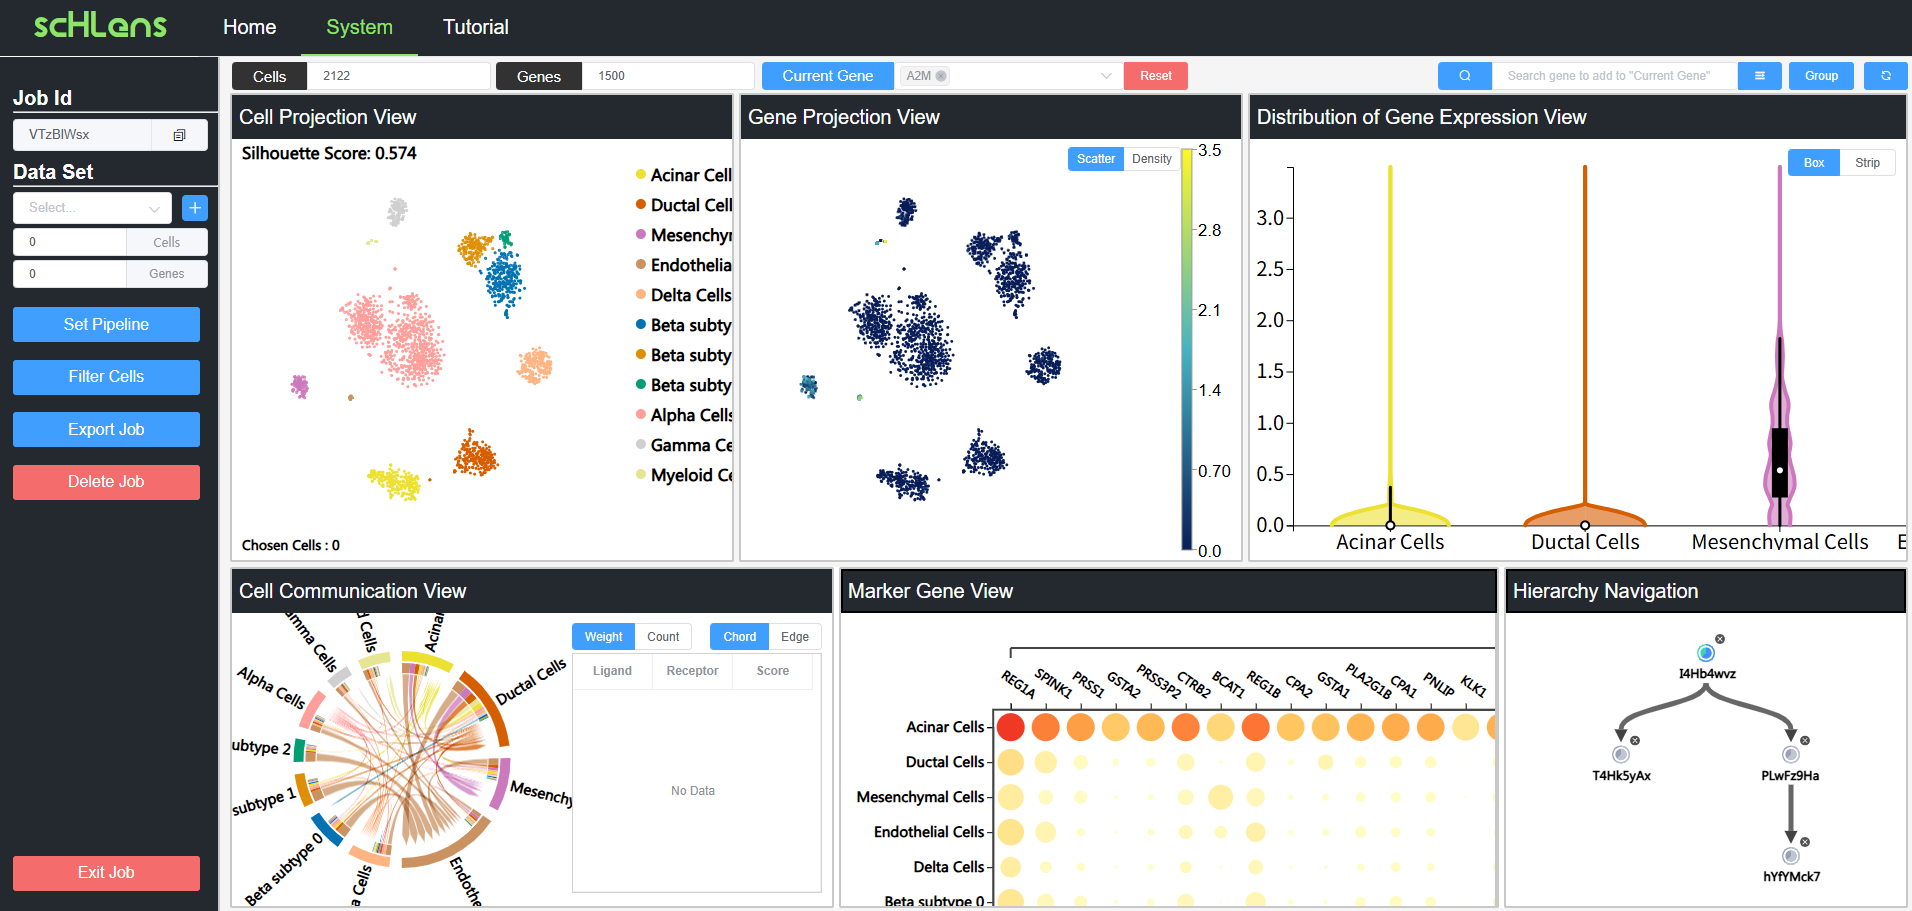 scHLens
Home
System
Tutorial
Job Id
VTzBlWsx
Data Set
Select...
0
Cells
0
Genes
Set Pipeline
Filter Cells
Export Job
Delete Job
Exit Job
Cells
2122
Genes
1500
Current Gene
A2M
Reset
Search gene to add to "Current Gene"
Group
Cell Projection View
Silhouette Score: 0.574
Acinar Cell
Ductal Cell
Mesenchy
Endothelia
Delta Cells
Beta subty
Beta subty
Beta subty
Alpha Cells
Gamma Ce
Myeloid Ce
Chosen Cells : 0
Gene Projection View
Scatter
Density
3.5
2.8
2.1
1.4
0.70
0.0
Distribution of Gene Expression View
Box
Strip
3.0
2.5
2.0
1.5
1.0
0.5
0.0
Acinar Cells
Ductal Cells
Mesenchymal Cells
E
Cell Communication View
Weight
Count
Chord
Edge
Ligand
Receptor
Score
No Data
d Cells
Acinar
Ductal Cells
Mesenchy
Endothe
a Cells
Beta subtype 0
subtype 1
ubtype 2
Alpha Cells
mma Cells
Marker Gene View
REG1A
SPINK1
PRSS1
GSTA2
PRSS3P2
CTRB2
BCAT1
REG1B
CPA2
GSTA1
PLA2G1B
CPA1
PNLIP
KLK1
Acinar Cells
Ductal Cells
Mesenchymal Cells
Endothelial Cells
Delta Cells
Beta subtype 0
Hierarchy Navigation
I4Hb4wvz
T4Hk5yAx
PLwFz9Ha
hYfYMck7